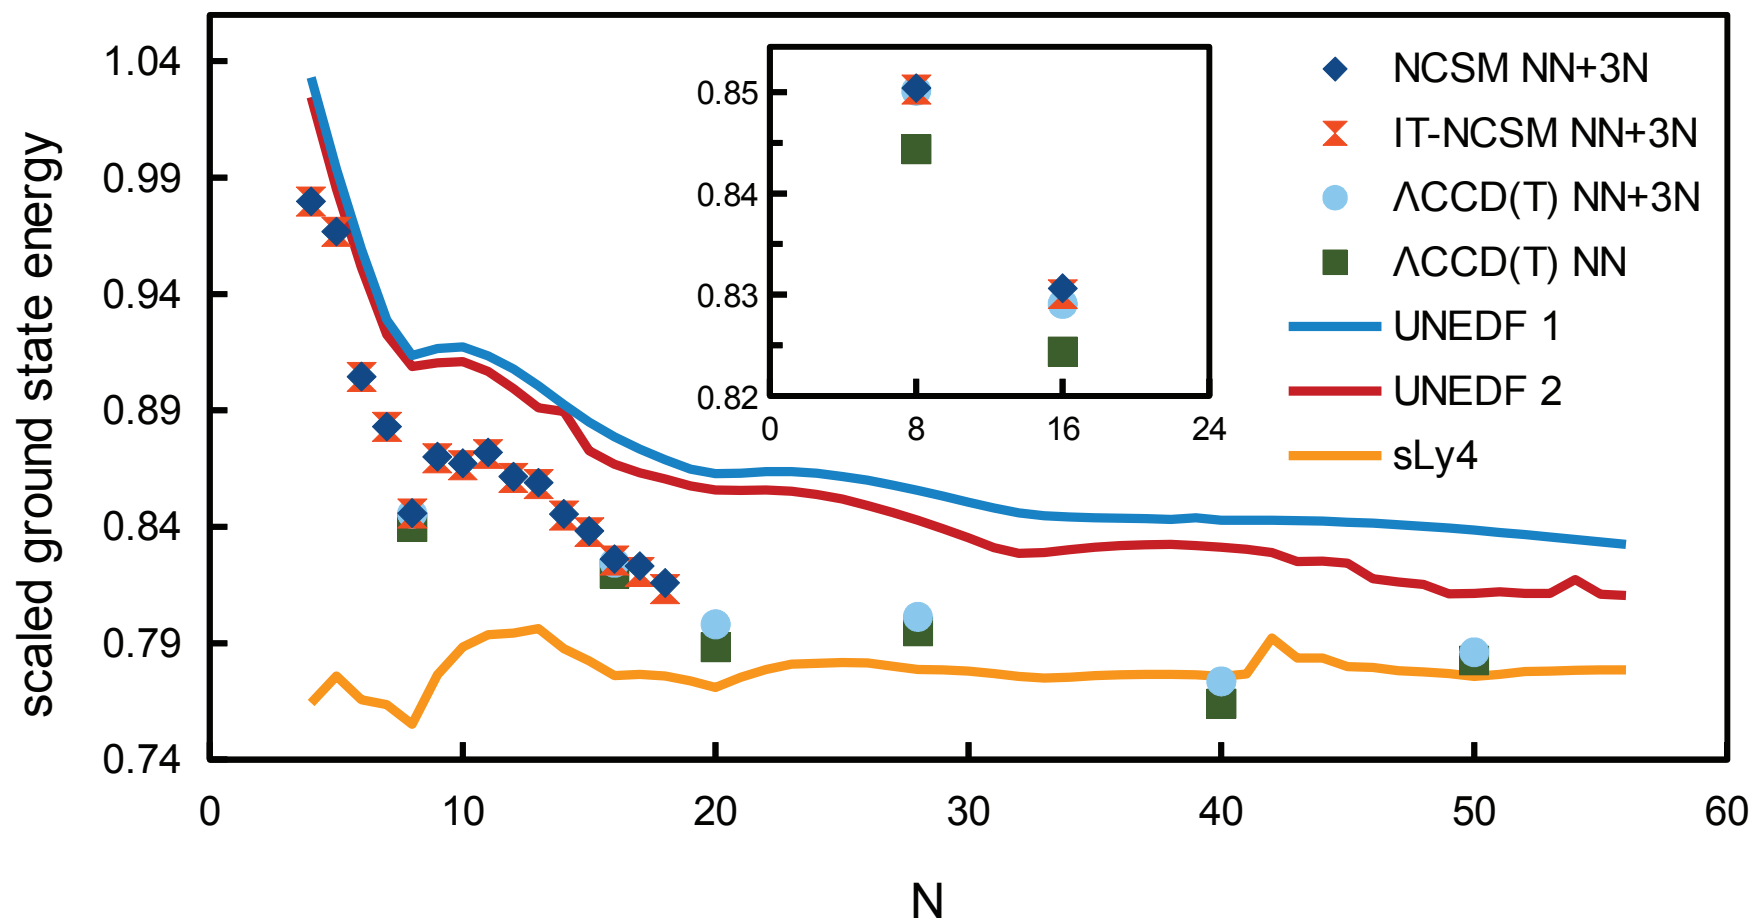 scaled ground state energy
1.04
0.99
0.94
0.89
0.84
0.79
0.74
0
10
20
30
40
50
60
N
0.85
0.84
0.83
0.82
0
8
16
24
NCSM NN+3N
IT-NCSM NN+3N
ΛCCD(T) NN+3N
ΛCCD(T) NN
UNEDF 1
UNEDF 2
sLy4